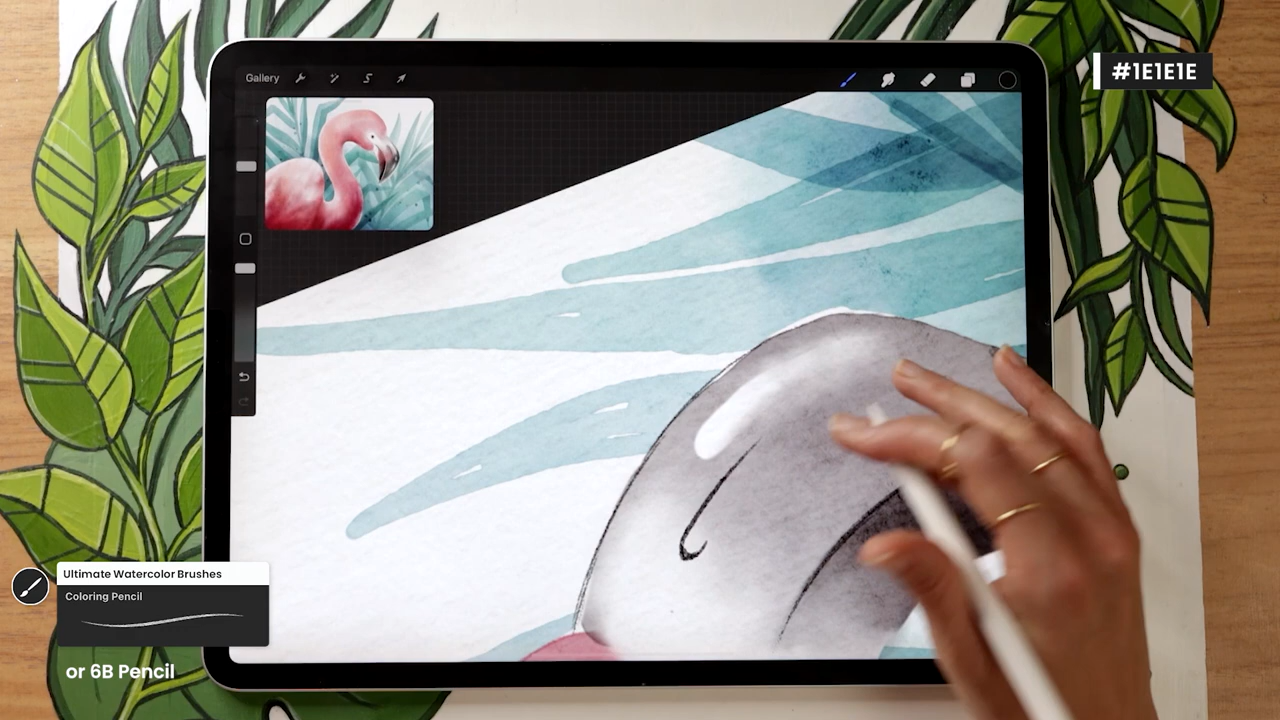 Gallery
#1E1E1E
Ultimate Watercolor Brushes
Coloring Pencil
or 6B Pencil